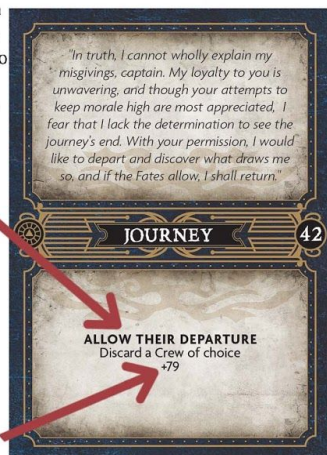 "In truth, I cannot wholly explain my
misgivings, captain. My loyalty to you is
unwavering, and though your attempts to
keep morale high are most appreciated, I
fear that I lack the determination to see the
journey's end. With your permission, I would
like to depart and discover what draws me
so, and if the Fates allow, I shall return."
JOURNEY
42
ALLOW THEIR DEPARTURE
Discard a Crew of choice
+79